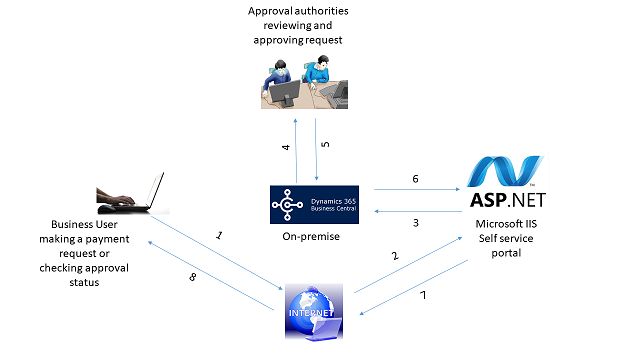 Approval authorities
reviewing and
approving request
4
5
6
3
Dynamics 365
Business Central
On-premise
ASP.NET
™
Microsoft IIS
Self service
portal
Business User
making a payment
request or
checking approval
status
1
8
2
7
INTERNET